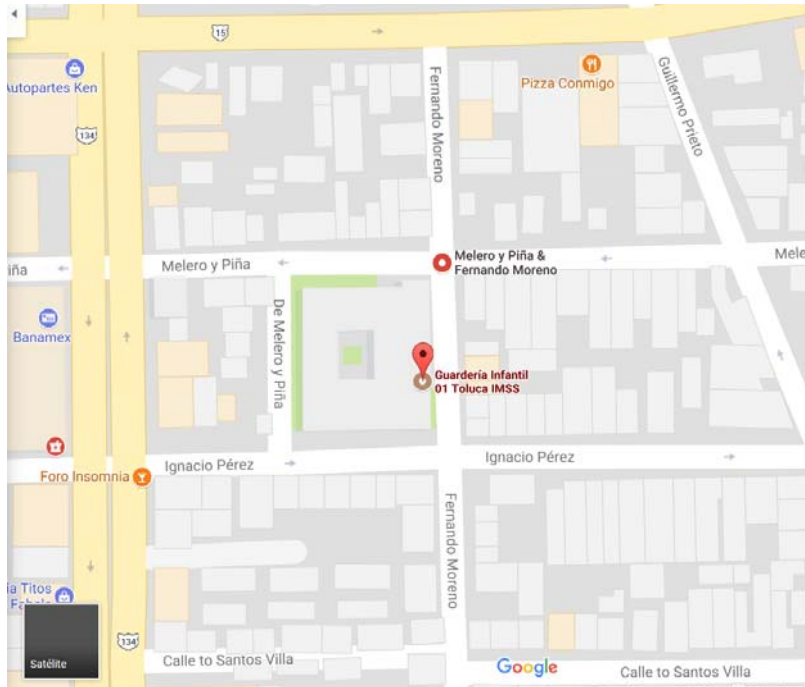 15
Autopartes Ken
Pizza Conmigo
Guillermo Prieto
Fernando Moreno
134
Melero y Piña &
Fernando Moreno
Melero y Piña
iña
Mele
De Melero y Piña
Banamex
Guardería Infantil
01 Toluca IMSS
Ignacio Pérez
Ignacio Pérez
Foro Insomnia
Fernando Moreno
ía Titos
Satélite
134
Calle to Santos Villa
Google
Calle to Santos Villa